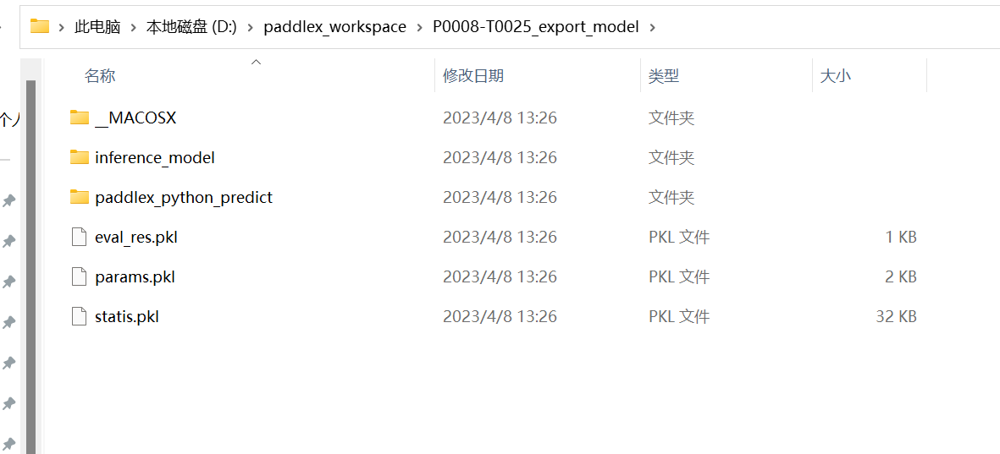 此电脑 › 本地磁盘 (D:) › paddlex_workspace › P0008-T0025_export_model ›
名称 修改日期 类型 大小
__MACOSX 2023/4/8 13:26 文件夹
个人
inference_model 2023/4/8 13:26 文件夹
paddlex_python_predict 2023/4/8 13:26 文件夹
eval_res.pkl 2023/4/8 13:26 PKL 文件 1 KB
params.pkl 2023/4/8 13:26 PKL 文件 2 KB
statis.pkl 2023/4/8 13:26 PKL 文件 32 KB